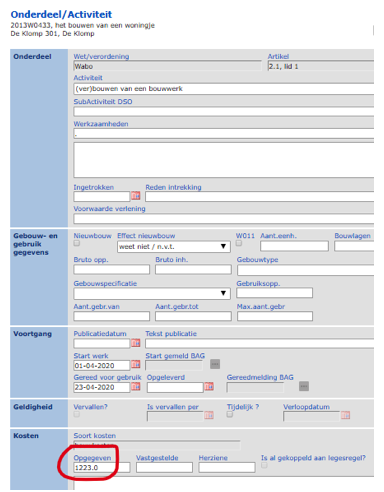 Onderdeel/Activiteit
2013W0433, het bouwen van een woningje
De Klomp 301, De Klomp
Onderdeel
Wet/verordening Artikel
Wabo 2.1, lid 1
Activiteit
(ver)bouwen van een bouwwerk
SubActiviteit DSO
Werkzaamheden
.
Ingetrokken Reden intrekking
Voorwaarde verlening
Gebouw- en gebruik gegevens
Nieuwbouw Effect nieuwbouw W011 Aant.eenh. Bouwlagen
weet niet / n.v.t.
Bruto opp. Bruto inh. Gebouwtype
Gebouwspecificatie Gebruiksopp.
Aant.gebr.van Aant.gebr.tot Max.aant.gebr
Voortgang
Publicatiedatum Tekst publicatie
Start werk Start gemeld BAG
01-04-2020
Gereed voor gebruik Opgeleverd Gereedmelding BAG
23-04-2020
Geldigheid
Vervallen? Is vervallen per Tijdelijk ? Verloopdatum
Kosten
Soort kosten
Opgegeven Vastgestelde Herziene Is al gekoppeld aan legesregel?
1223.0